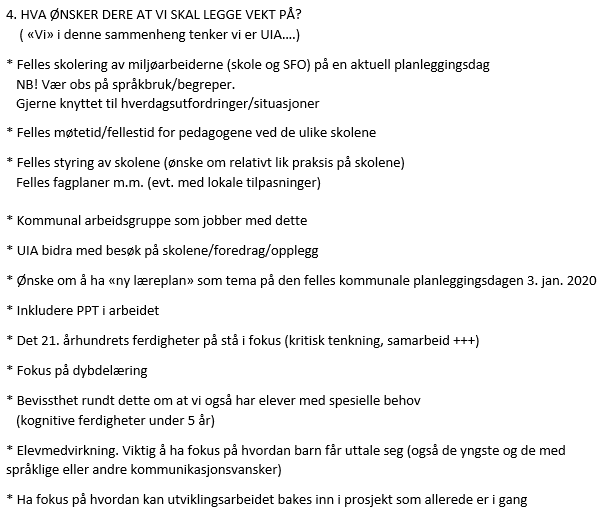 4. HVA ØNSKER DERE AT VI SKAL LEGGE VEKT PÅ?
( «Vi» i denne sammenheng tenker vi er UIA....)
* Felles skolering av miljøarbeiderne (skole og SFO) på en aktuell planleggingsdag
NB! Vær obs på språkbruk/begreper.
Gjerne knyttet til hverdagsutfordringer/situasjoner
* Felles møtetid/fellestid for pedagogene ved de ulike skolene
* Felles styring av skolene (ønske om relativt lik praksis på skolene)
Felles fagplaner m.m. (evt. med lokale tilpasninger)
* Kommunal arbeidsgruppe som jobber med dette
* UIA bidra med besøk på skolene/foredrag/opplegg
* Ønske om å ha «ny læreplan» som tema på den felles kommunale planleggingsdagen 3. jan. 2020
* Inkludere PPT i arbeidet
* Det 21. århundrets ferdigheter på stå i fokus (kritisk tenkning, samarbeid +++)
* Fokus på dybdelæring
* Bevissthet rundt dette om at vi også har elever med spesielle behov
(kognitive ferdigheter under 5 år)
* Elevmedvirkning. Viktig å ha fokus på hvordan barn får uttale seg (også de yngste og de med
språklige eller andre kommunikasjonsvansker)
* Ha fokus på hvordan kan utviklingsarbeidet bakes inn i prosjekt som allerede er i gang